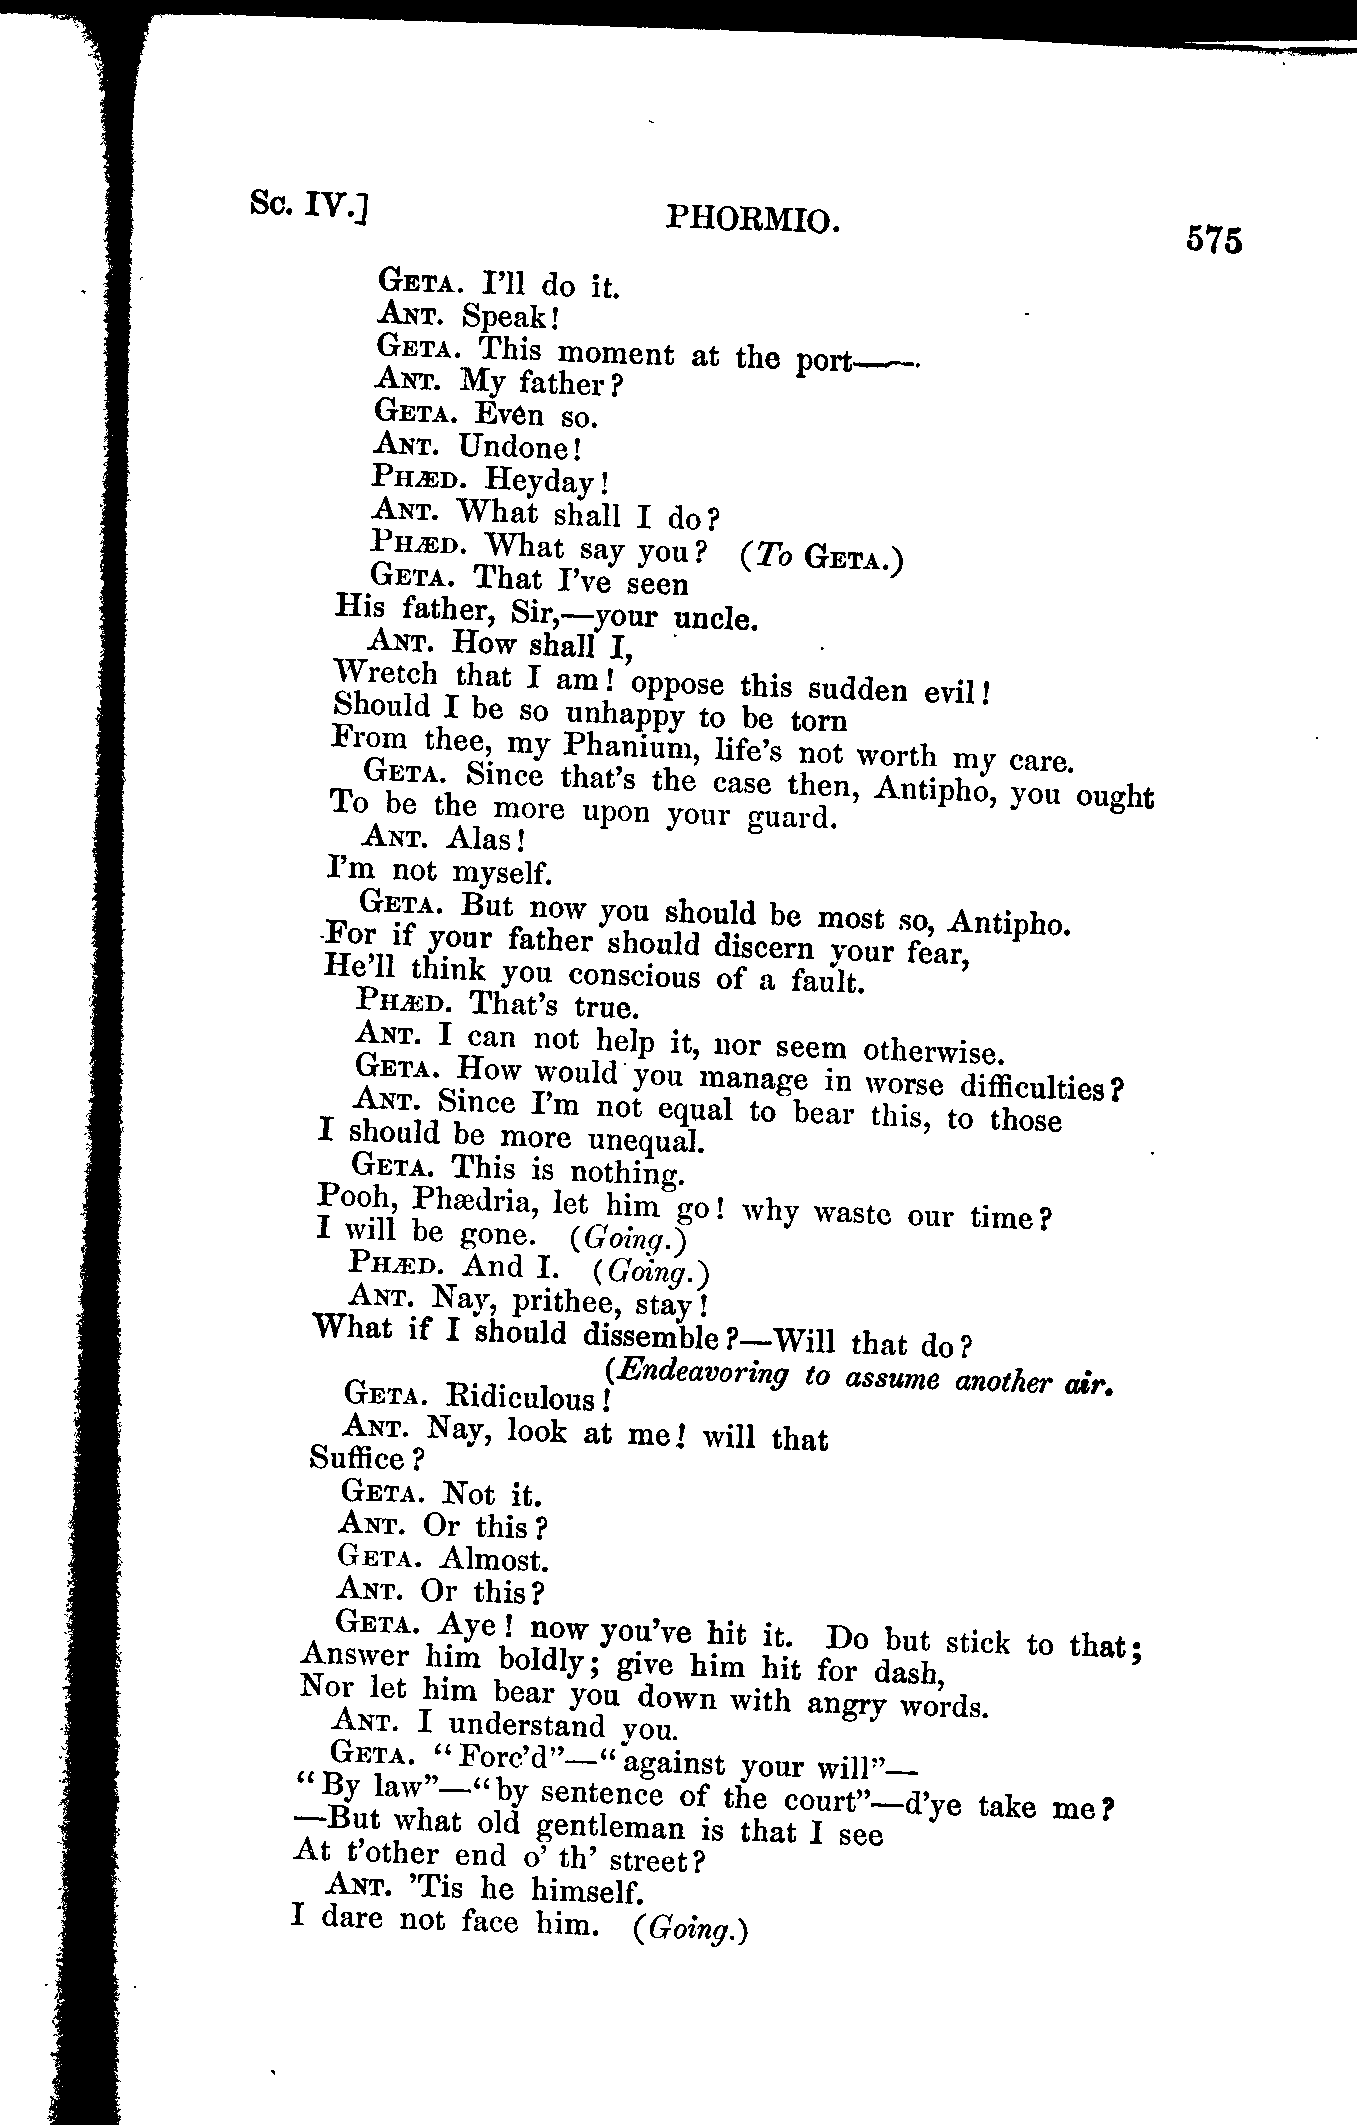 Sc. IV.] PHORMIO. 575
GETA. I'll do it.
ANT. Speak!
GETA. This moment at the port——.
ANT. My father?
GETA. Even so.
ANT. Undone!
PHÆD. Heyday!
ANT. What shall I do?
PHÆD. What say you? (To GETA.)
GETA. That I've seen
His father, Sir,—your uncle.
ANT. How shall I,
Wretch that I am! oppose this sudden evil!
Should I be so unhappy to be torn
From thee, my Phanium, life's not worth my care.
GETA. Since that's the case then, Antipho, you ought
To be the more upon your guard.
ANT. Alas!
I'm not myself.
GETA. But now you should be most so, Antipho.
For if your father should discern your fear,
He'll think you conscious of a fault.
PHÆD. That's true.
ANT. I can not help it, nor seem otherwise.
GETA. How would you manage in worse difficulties?
ANT. Since I'm not equal to bear this, to those
I should be more unequal.
GETA. This is nothing.
Pooh, Phædria, let him go! why waste our time?
I will be gone. (Going.)
PHÆD. And I. (Going.)
ANT. Nay, prithee, stay!
What if I should dissemble?—Will that do?
(Endeavoring to assume another air.
GETA. Ridiculous!
ANT. Nay, look at me! will that
Suffice?
GETA. Not it.
ANT. Or this?
GETA. Almost.
ANT. Or this?
GETA. Aye! now you've hit it. Do but stick to that;
Answer him boldly; give him hit for dash,
Nor let him bear you down with angry words.
ANT. I understand you.
GETA. "Forc'd"—"against your will"—
"By law"—"by sentence of the court"—d'ye take me?
—But what old gentleman is that I see
At t'other end o' th' street?
ANT. 'Tis he himself.
I dare not face him. (Going.)